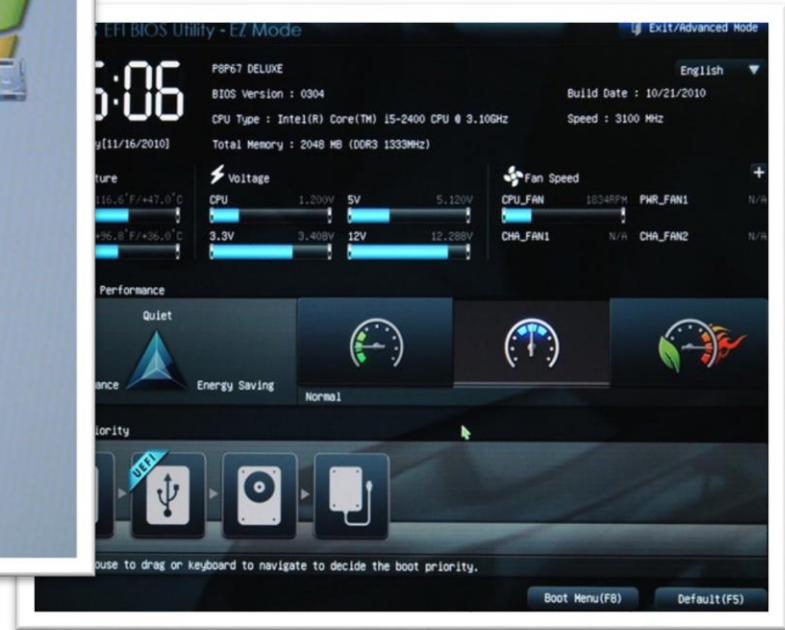 EFI BIOS Utility - EZ Mode
Exit/Advanced Mode
:06
P8P67 DELUXE
English
BIOS Version : 0304
Build Date : 10/21/2010
CPU Type : Intel(R) Core(TM) i5-2400 CPU @ 3.10GHz
Speed : 3100 MHz
y[11/16/2010]
Total Memory : 2048 MB (DDR3 1333MHz)
ture
Voltage
Fan Speed
116.6°F/+47.0°C
CPU 1.200V 5V 5.120V
CPU_FAN 1834RPM PWR_FAN1 N/A
+96.8°F/+36.0°C
3.3V 3.408V 12V 12.288V
CHA_FAN1 N/A CHA_FAN2 N/A
Performance
Quiet
ance
Energy Saving
Normal
iority
UEFI
ouse to drag or keyboard to navigate to decide the boot priority.
Boot Menu(F8)
Default(F5)